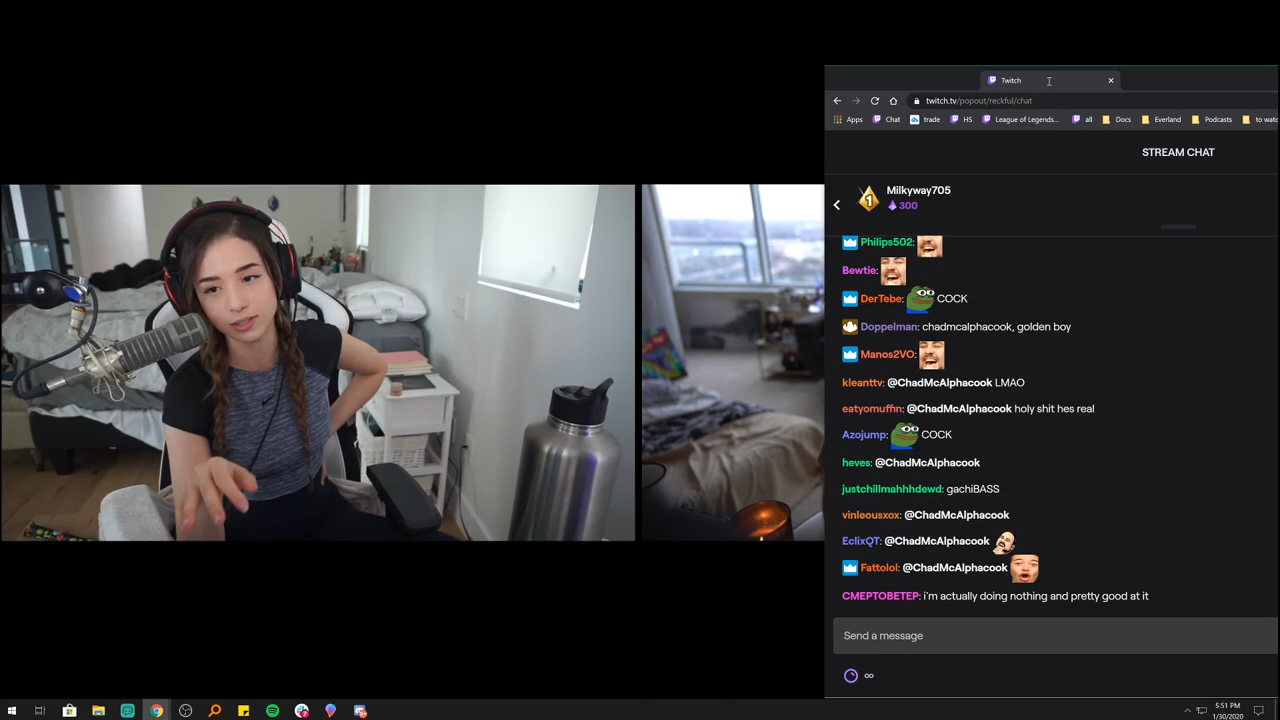 Twitch
twitch.tv/popout/reckful/chat
Apps Chat trade HS League of Legends... all Docs Everland Podcasts to watc
STREAM CHAT
1 Milkyway705
300
Philips502:
Bewtie:
DerTebe: COCK
Doppelman: chadmcalphacook, golden boy
Manos2VO:
kleanttv: @ChadMcAlphacook LMAO
eatyomuffin: @ChadMcAlphacook holy shit hes real
Azojump: COCK
heves: @ChadMcAlphacook
justchillmahhhdewd: gachiBASS
vinleousxox: @ChadMcAlphacook
EclixQT: @ChadMcAlphacook
Fattolol: @ChadMcAlphacook
CMEPTOBETEP: i'm actually doing nothing and pretty good at it
Send a message
∞
5:51 PM
1/30/2020